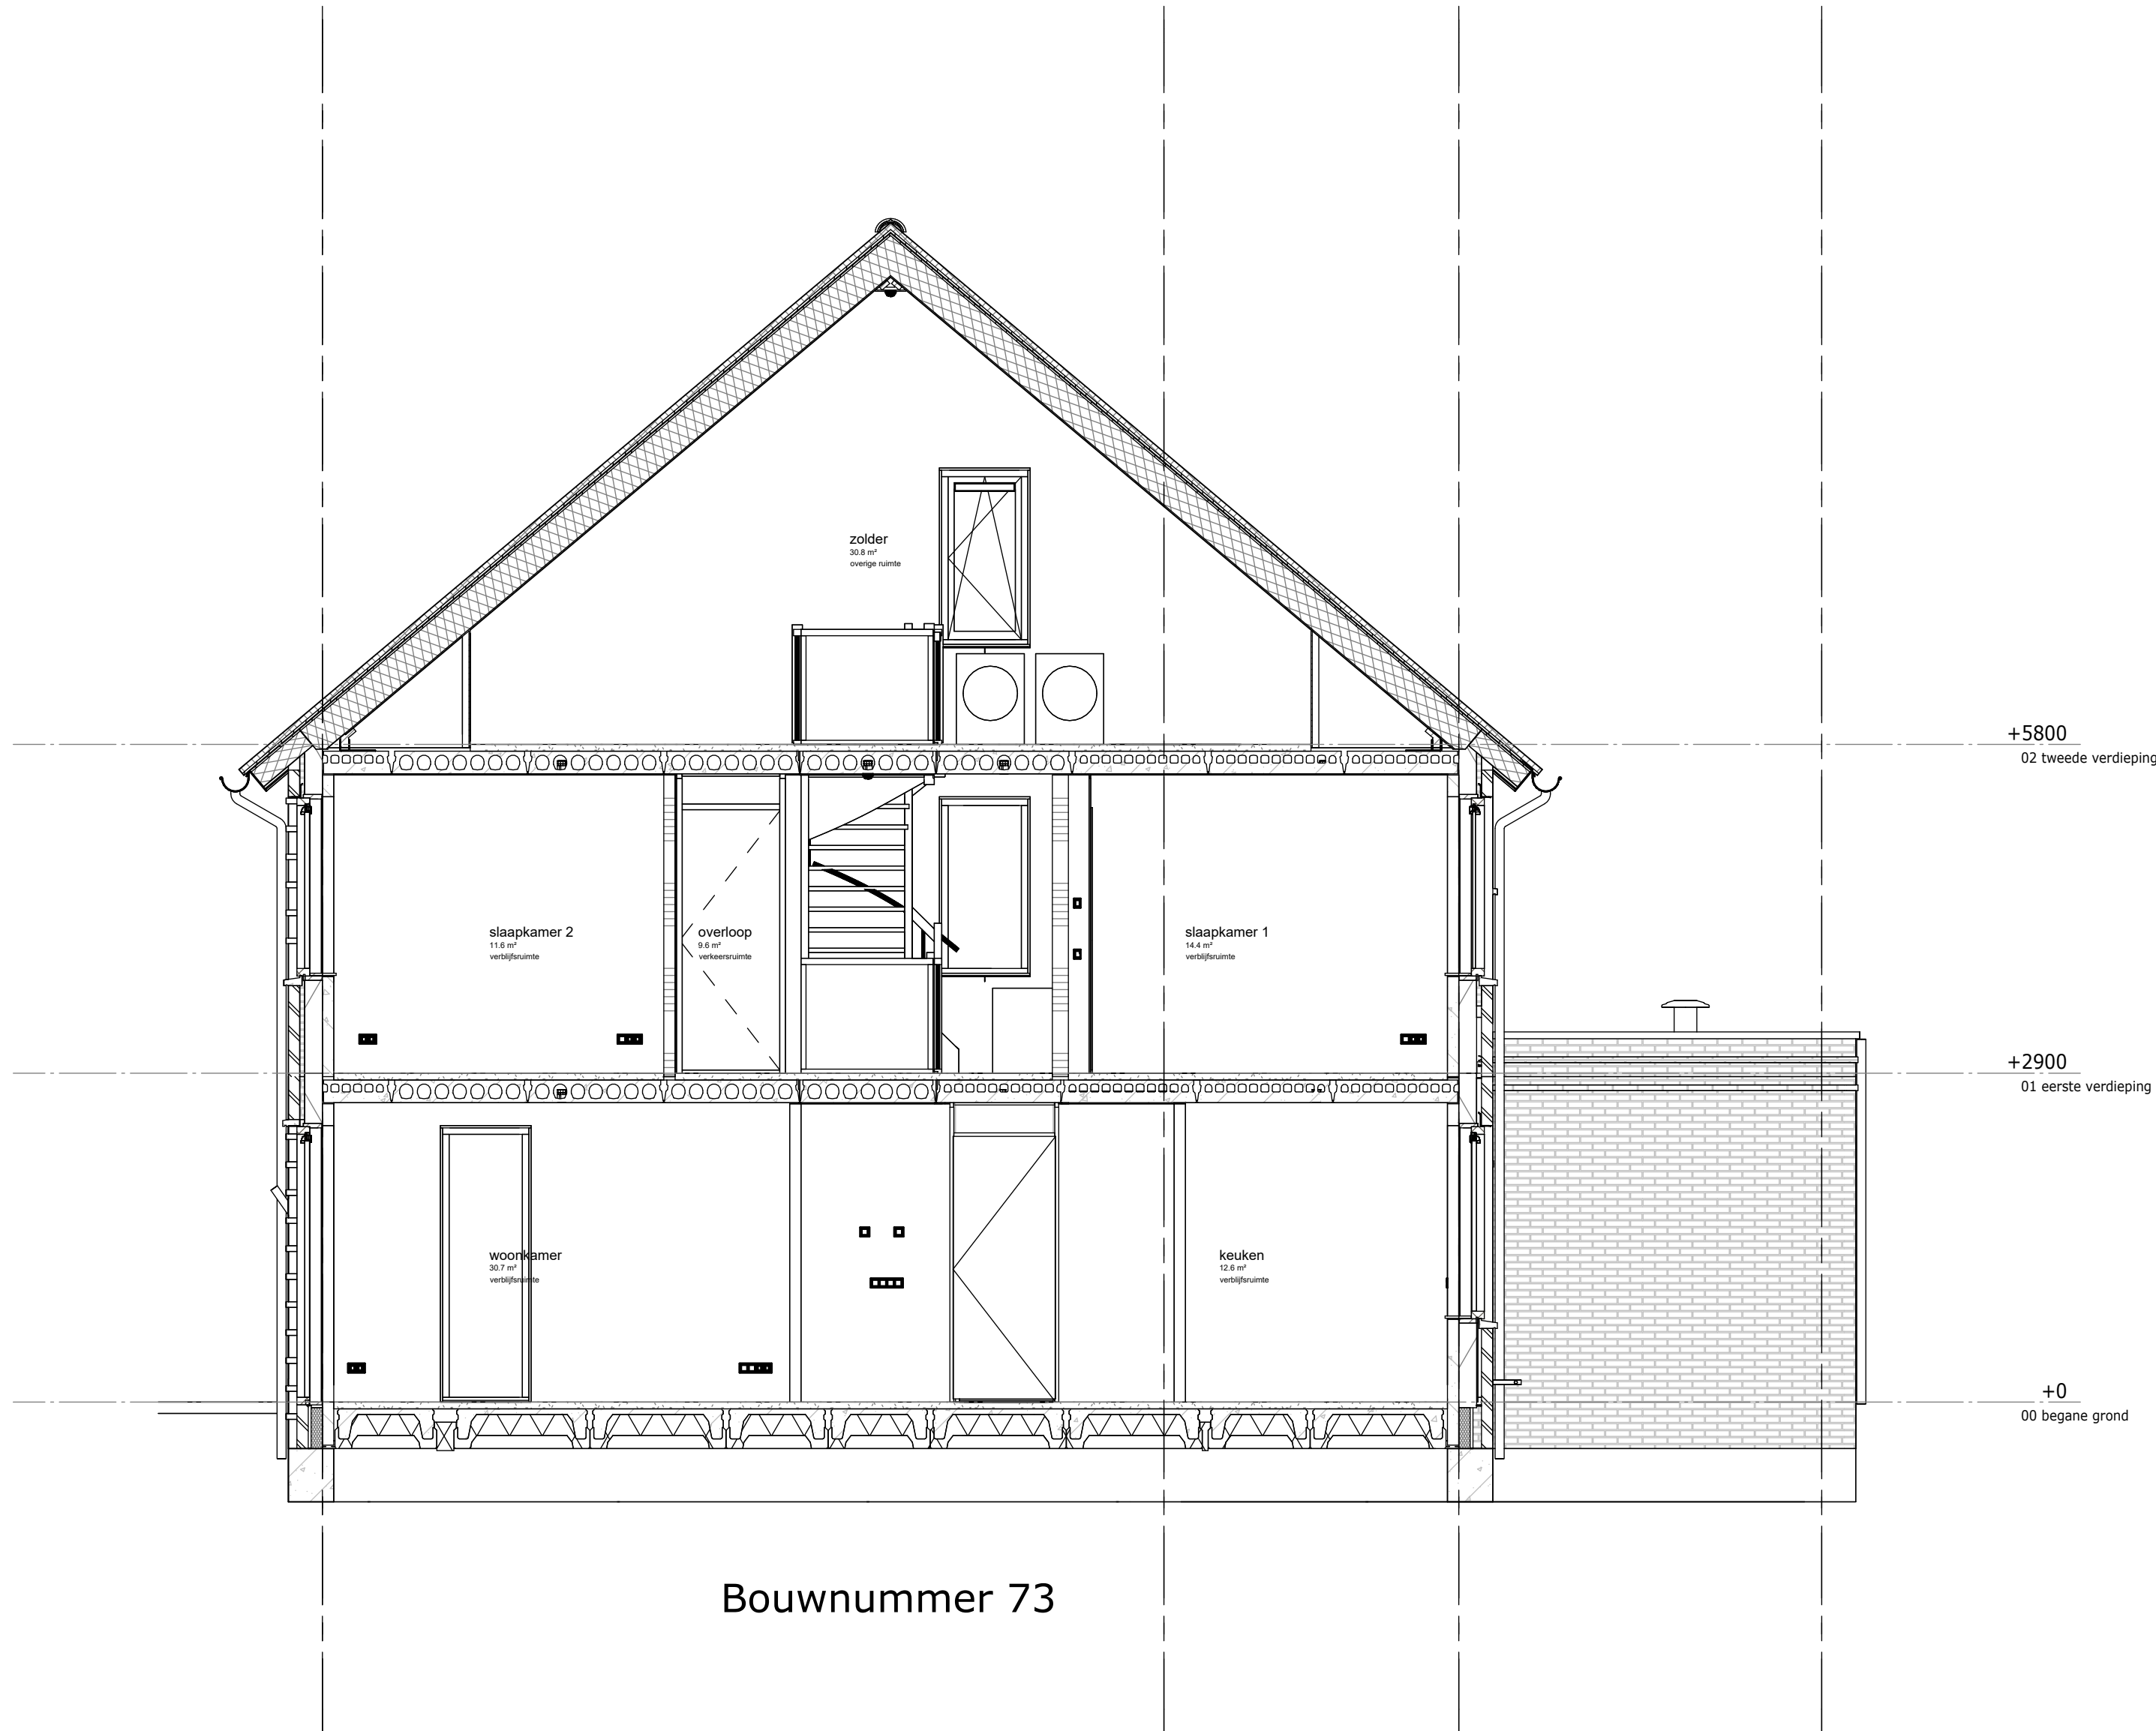 zolder
30.8 m²
overige ruimte
+5800
02 tweede verdieping
slaapkamer 2
11.6 m²
verblijfsruimte
overloop
9.6 m²
verkeersruimte
slaapkamer 1
14.4 m²
verblijfsruimte
+2900
01 eerste verdieping
woonkamer
30.7 m²
verblijfsruimte
keuken
12.6 m²
verblijfsruimte
+0
00 begane grond
Bouwnummer 73